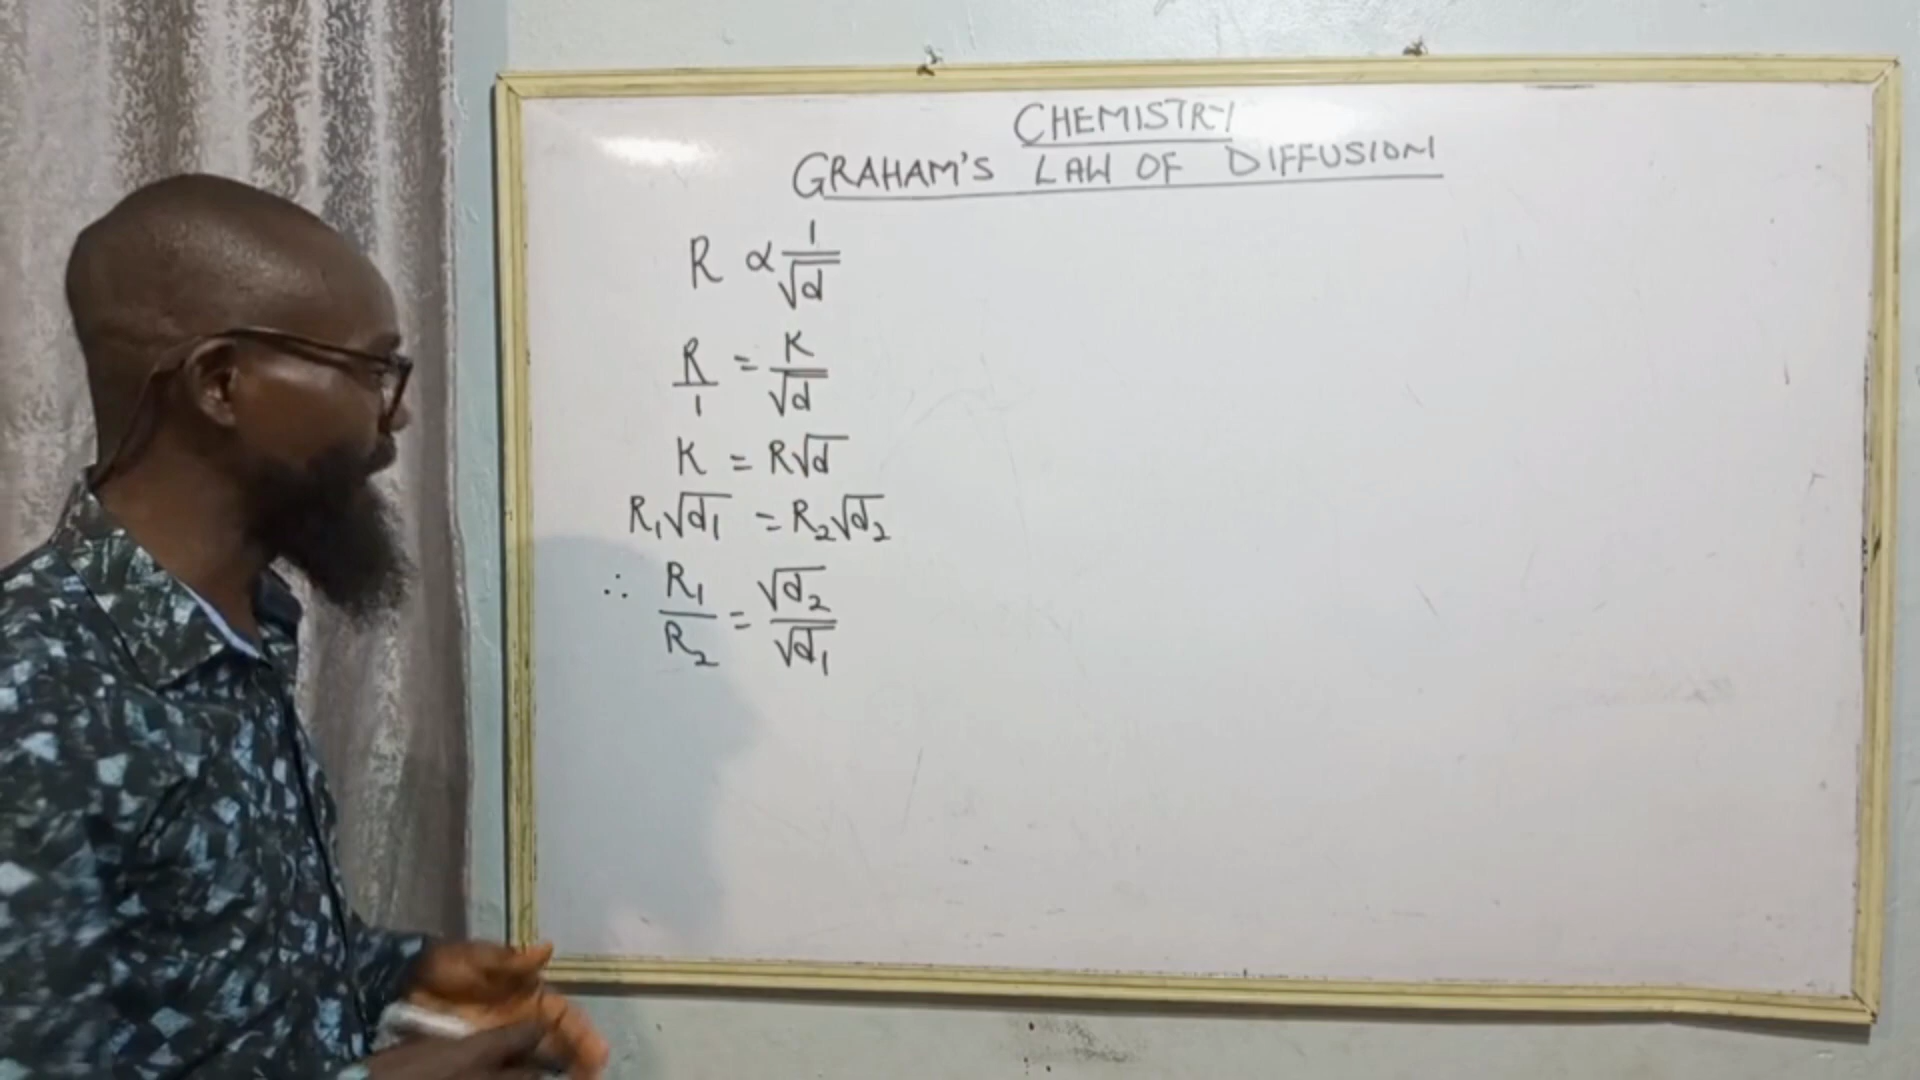 CHEMISTRY
GRAHAM'S LAW OF DIFFUSION
R ∝ 1/√d
R/1 = K/√d
K = R√d
R₁√d₁ = R₂√d₂
∴ R₁/R₂ = √d₂/√d₁